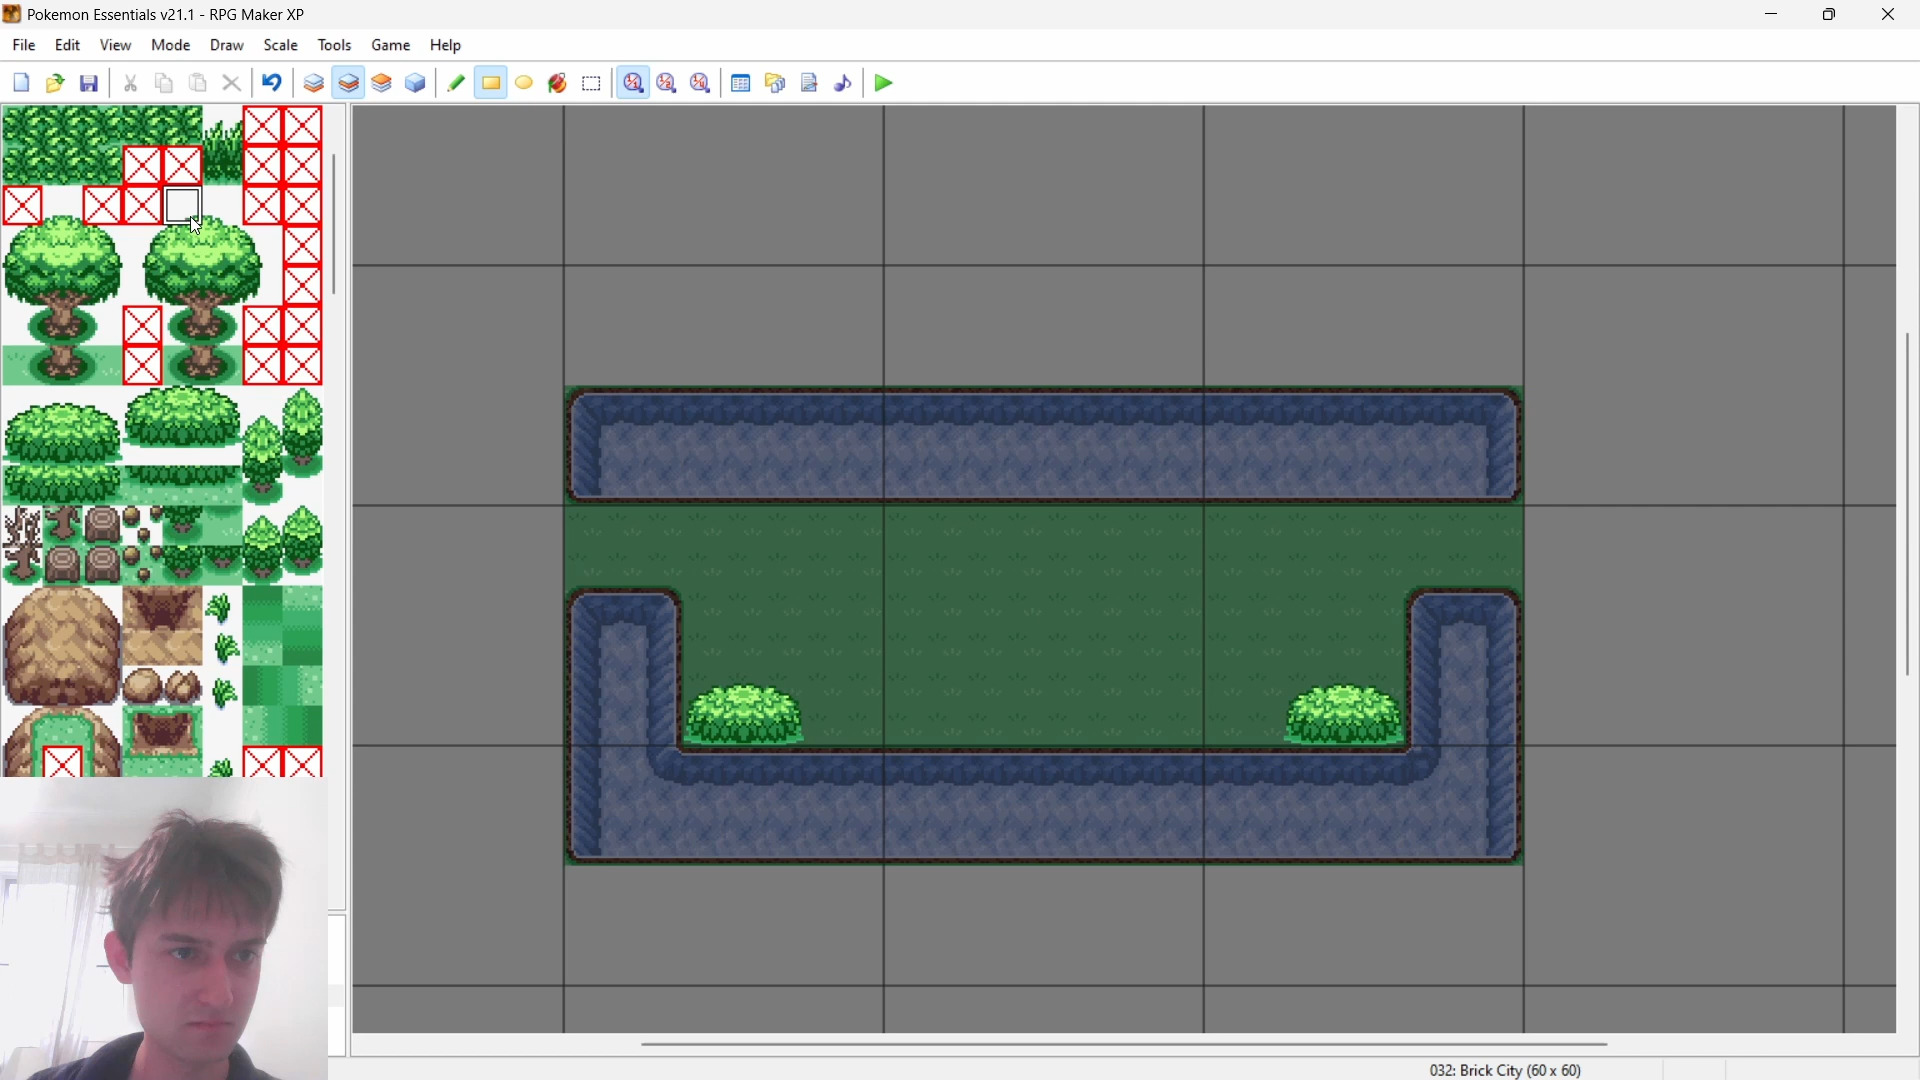 Pokemon Essentials v21.1 - RPG Maker XP
File Edit View Mode Draw Scale Tools Game Help
032: Brick City (60 x 60)